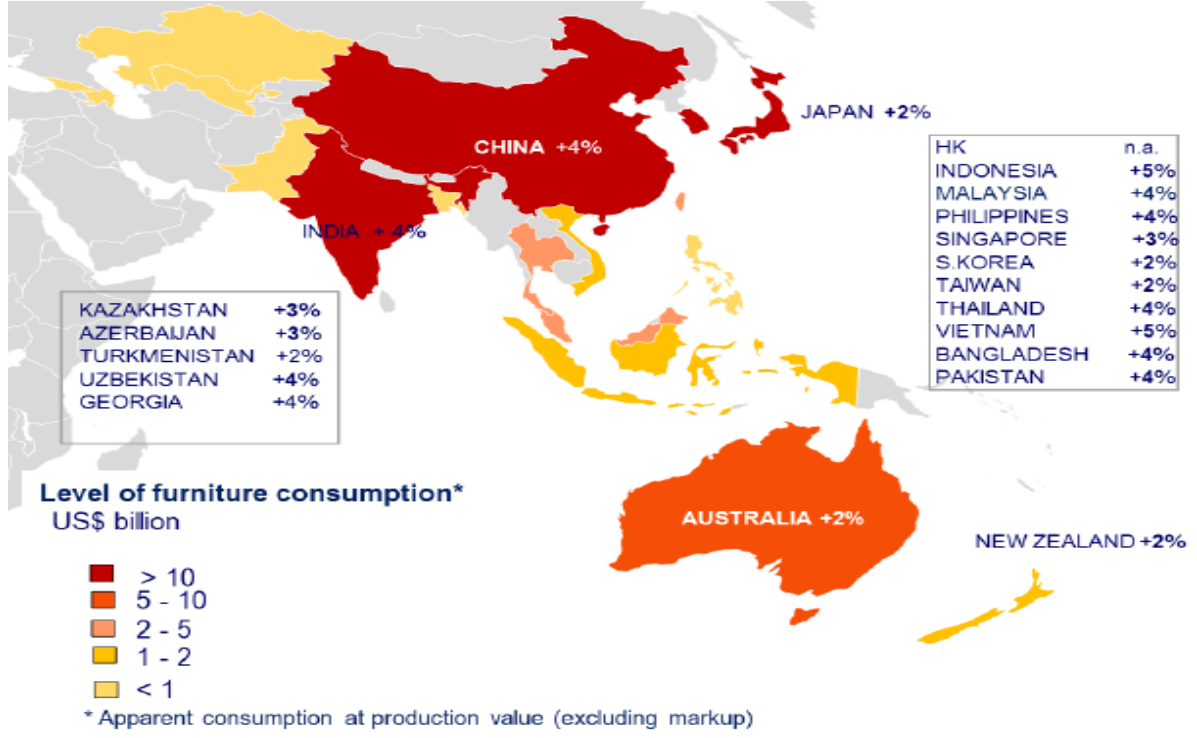 JAPAN +2%
CHINA +4%
INDIA + 4%
HK n.a.
INDONESIA +5%
MALAYSIA +4%
PHILIPPINES +4%
SINGAPORE +3%
S.KOREA +2%
TAIWAN +2%
THAILAND +4%
VIETNAM +5%
BANGLADESH +4%
PAKISTAN +4%
KAZAKHSTAN +3%
AZERBAIJAN +3%
TURKMENISTAN +2%
UZBEKISTAN +4%
GEORGIA +4%
AUSTRALIA +2%
NEW ZEALAND +2%
Level of furniture consumption*
US$ billion
> 10
5 - 10
2 - 5
1 - 2
< 1
* Apparent consumption at production value (excluding markup)